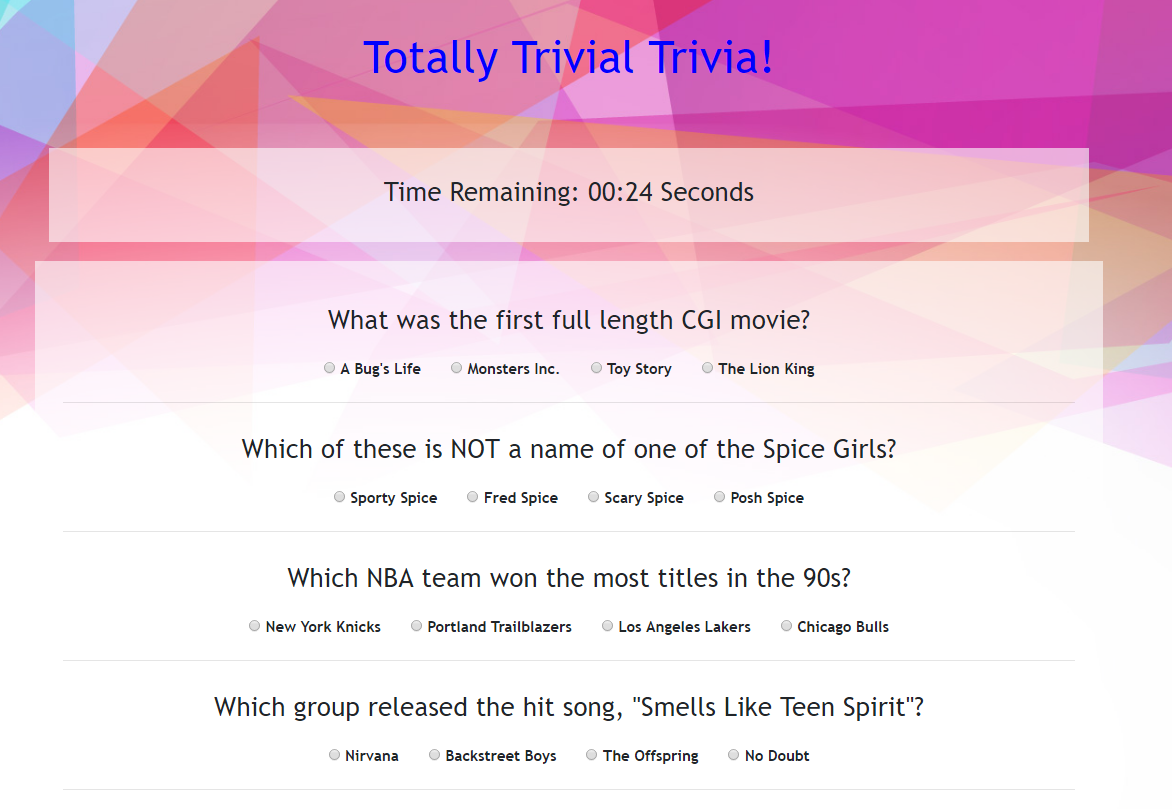 Totally Trivial Trivia!
Time Remaining: 00:24 Seconds
What was the first full length CGI movie?
A Bug's Life Monsters Inc. Toy Story The Lion King
Which of these is NOT a name of one of the Spice Girls?
Sporty Spice Fred Spice Scary Spice Posh Spice
Which NBA team won the most titles in the 90s?
New York Knicks Portland Trailblazers Los Angeles Lakers Chicago Bulls
Which group released the hit song, "Smells Like Teen Spirit"?
Nirvana Backstreet Boys The Offspring No Doubt